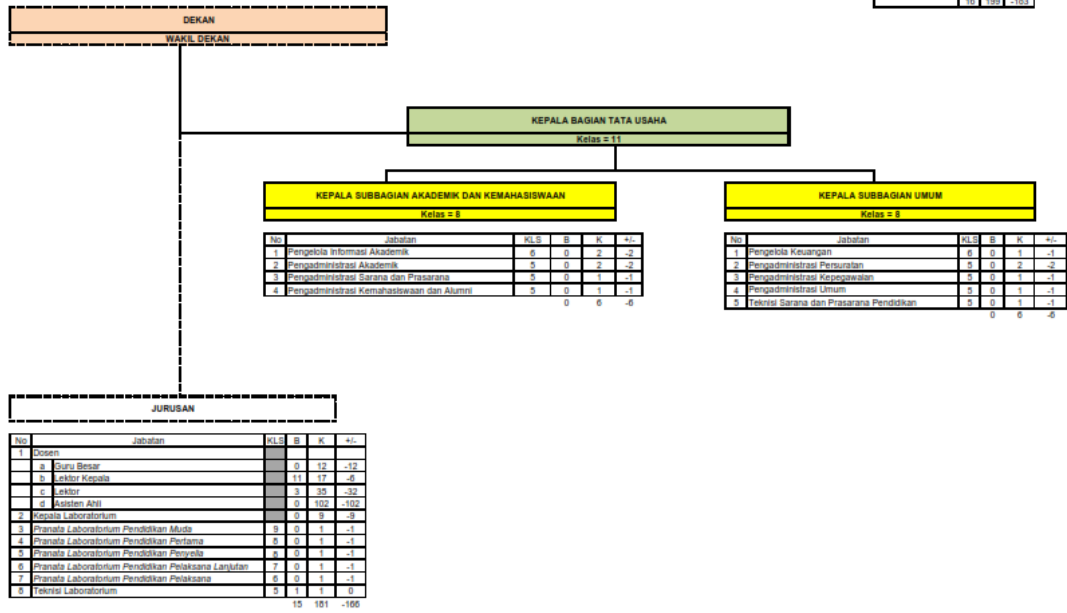 16 199 -183
DEKAN
WAKIL DEKAN
KEPALA BAGIAN TATA USAHA
Kelas = 11
KEPALA SUBBAGIAN AKADEMIK DAN KEMAHASISWAAN
Kelas = 8
No Jabatan KLS B K +/-
1 Pengelola Informasi Akademik 6 0 2 -2
2 Pengadministrasi Akademik 5 0 2 -2
3 Pengadministrasi Sarana dan Prasarana 5 0 1 -1
4 Pengadministrasi Kemahasiswaan dan Alumni 5 0 1 -1
0 6 -6
KEPALA SUBBAGIAN UMUM
Kelas = 8
No Jabatan KLS B K +/-
1 Pengelola Keuangan 6 0 1 -1
2 Pengadministrasi Persuratan 5 0 2 -2
3 Pengadministrasi Kepegawaian 5 0 1 -1
4 Pengadministrasi Umum 5 0 1 -1
5 Teknisi Sarana dan Prasarana Pendidikan 5 0 1 -1
0 6 -6
JURUSAN
No Jabatan KLS B K +/-
1 Dosen
a Guru Besar 0 12 -12
b Lektor Kepala 11 17 -6
c Lektor 3 35 -32
d Asisten Ahli 0 102 -102
2 Kepala Laboratorium 0 9 -9
3 Pranata Laboratorium Pendidikan Muda 9 0 1 -1
4 Pranata Laboratorium Pendidikan Pertama 8 0 1 -1
5 Pranata Laboratorium Pendidikan Penyelia 8 0 1 -1
6 Pranata Laboratorium Pendidikan Pelaksana Lanjutan 7 0 1 -1
7 Pranata Laboratorium Pendidikan Pelaksana 6 0 1 -1
8 Teknisi Laboratorium 5 1 1 0
15 181 -166